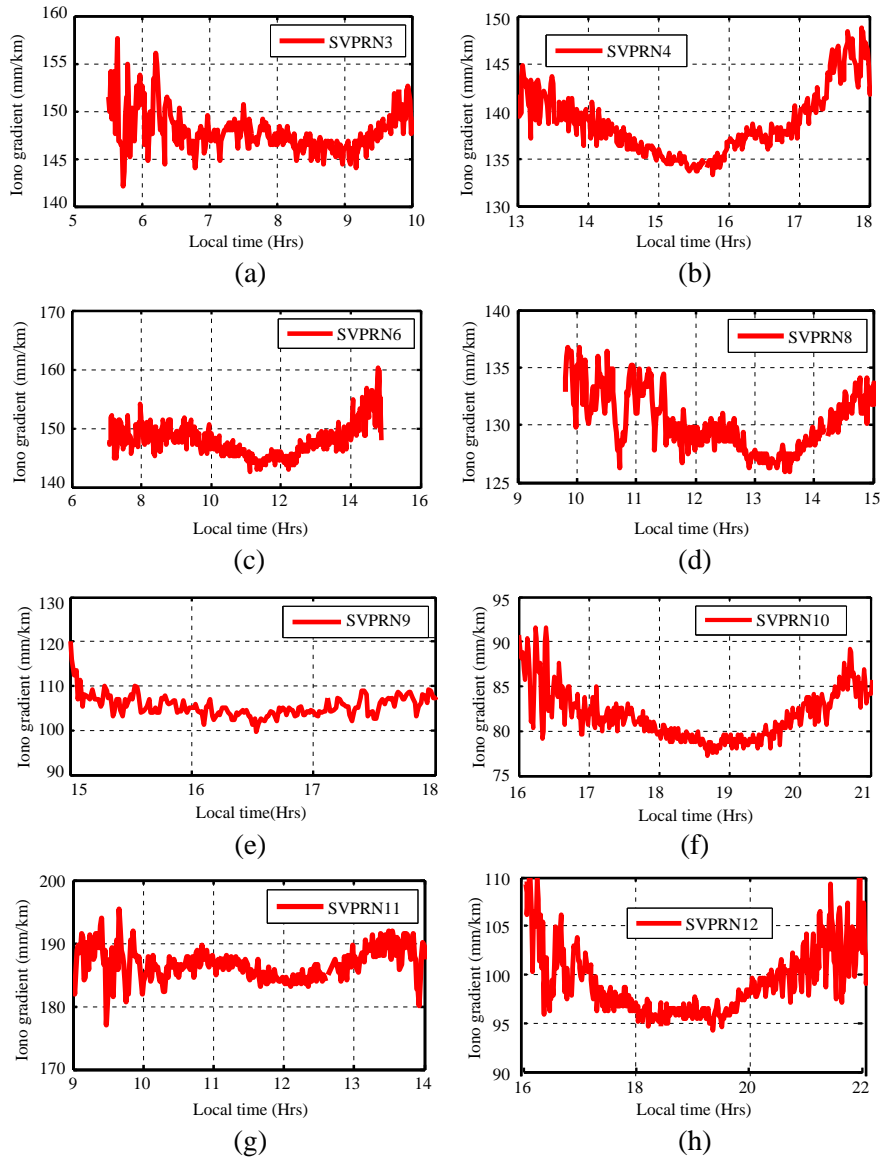 160
155
150
145
140
Iono gradient (mm/km)
SVPRN3
5 6 7 8 9 10
Local time (Hrs)
(a)
150
145
140
135
130
Iono gradient (mm/km)
SVPRN4
13 14 15 16 17 18
Local time (Hrs)
(b)
170
160
150
140
Iono gradient (mm/km)
SVPRN6
6 8 10 12 14 16
Local time (Hrs)
(c)
140
135
130
125
Iono gradient (mm/km)
SVPRN8
9 10 11 12 13 14 15
Local time (Hrs)
(d)
130
120
110
100
90
Iono gradient (mm/km)
SVPRN9
15 16 17 18
Local time(Hrs)
(e)
95
90
85
80
75
Iono gradient (mm/km)
SVPRN10
16 17 18 19 20 21
Local time (Hrs)
(f)
200
190
180
170
Iono gradient (mm/km)
SVPRN11
9 10 11 12 13 14
Local time (Hrs)
(g)
110
105
100
95
90
Iono gradient (mm/km)
SVPRN12
16 18 20 22
Local time (Hrs)
(h)